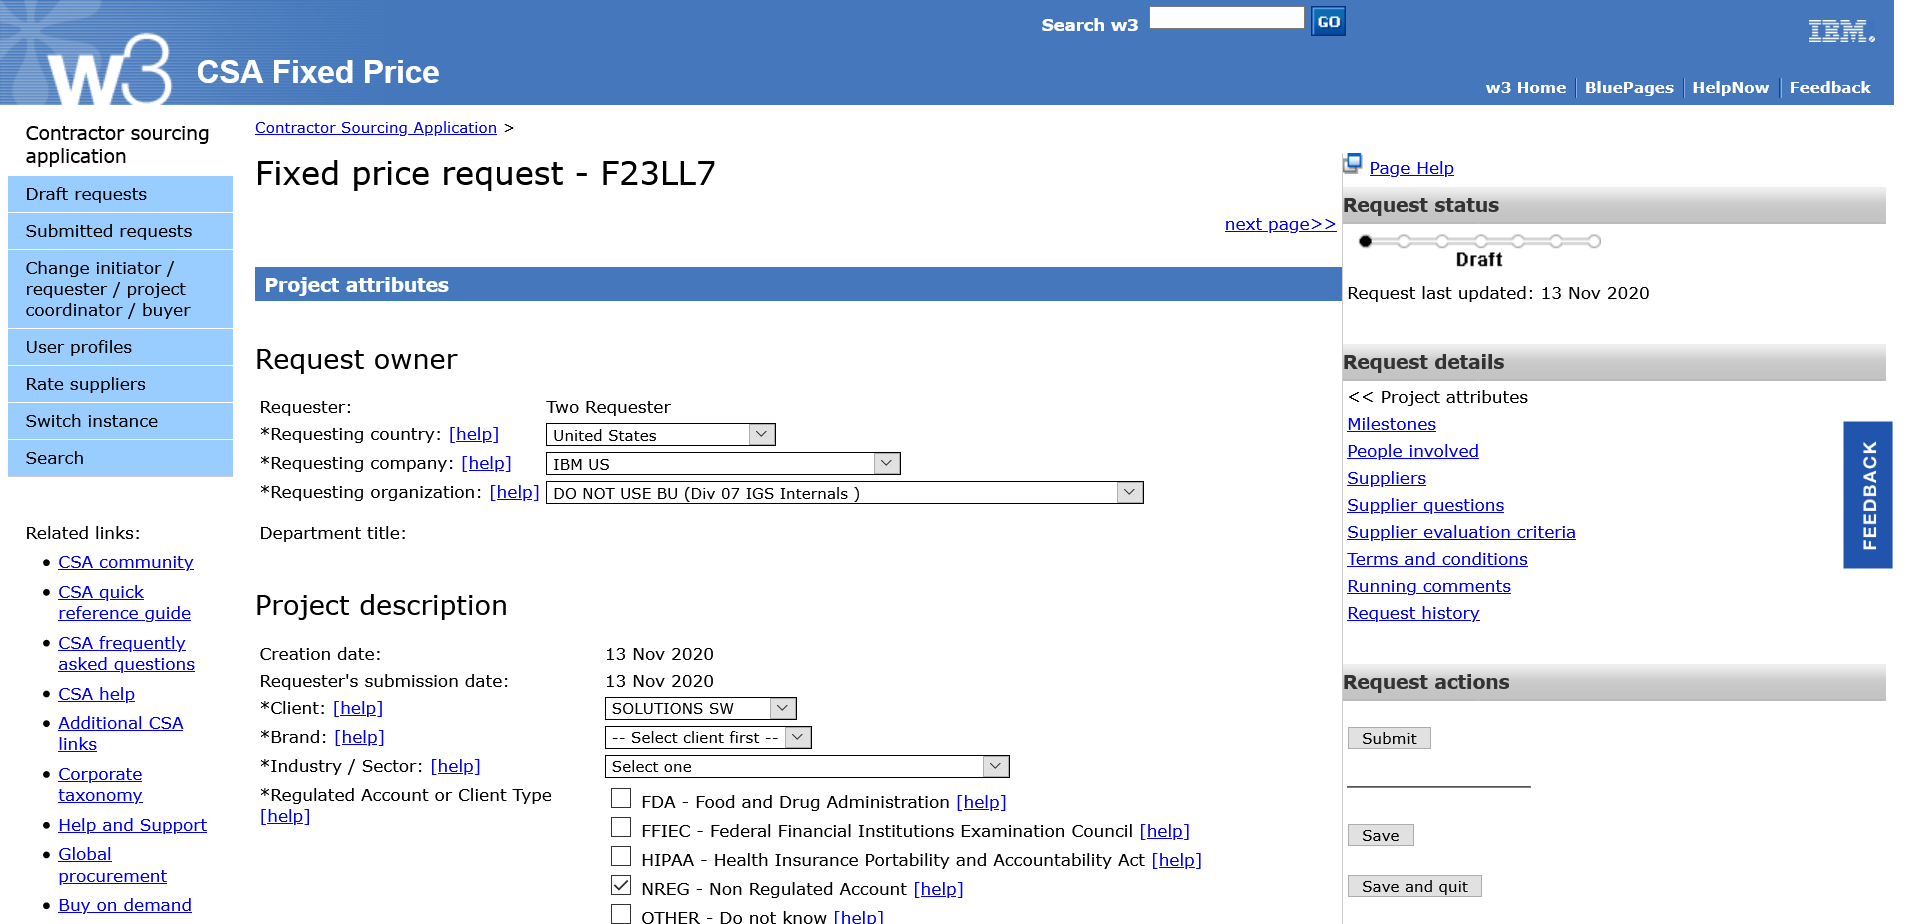 Search w3
GO
IBM
w3
CSA Fixed Price
w3 Home
BluePages
HelpNow
Feedback
Contractor sourcing
application
Draft requests
Submitted requests
Change initiator /
requester / project
coordinator / buyer
User profiles
Rate suppliers
Switch instance
Search
Related links:
CSA community
CSA quick
reference guide
CSA frequently
asked questions
CSA help
Additional CSA
links
Corporate
taxonomy
Help and Support
Global
procurement
Buy on demand
Contractor Sourcing Application >
Fixed price request - F23LL7
next page>>
Project attributes
Request owner
Requester: Two Requester
*Requesting country: [help] United States
*Requesting company: [help] IBM US
*Requesting organization: [help] DO NOT USE BU (Div 07 IGS Internals )
Department title:
Project description
Creation date: 13 Nov 2020
Requester's submission date: 13 Nov 2020
*Client: [help] SOLUTIONS SW
*Brand: [help] -- Select client first --
*Industry / Sector: [help] Select one
*Regulated Account or Client Type
[help]
FDA - Food and Drug Administration [help]
FFIEC - Federal Financial Institutions Examination Council [help]
HIPAA - Health Insurance Portability and Accountability Act [help]
NREG - Non Regulated Account [help]
OTHER - Do not know [help]
Page Help
Request status
Draft
Request last updated: 13 Nov 2020
Request details
<< Project attributes
Milestones
People involved
Suppliers
Supplier questions
Supplier evaluation criteria
Terms and conditions
Running comments
Request history
Request actions
Submit
Save
Save and quit
FEEDBACK